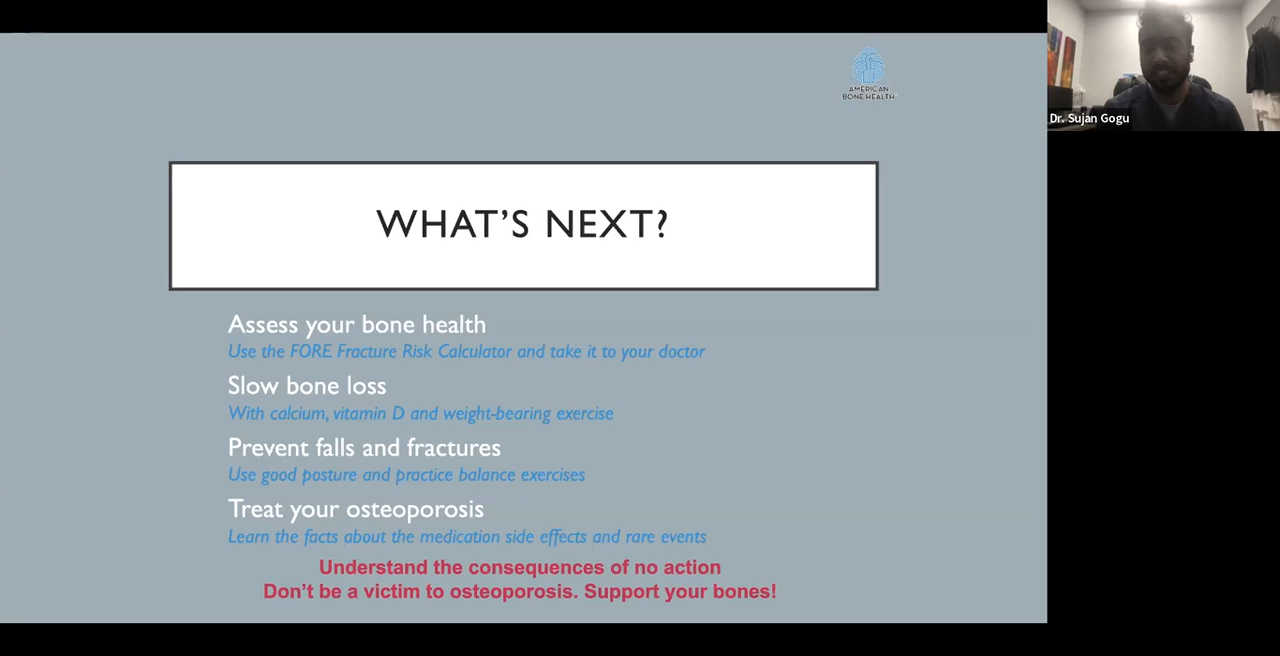 AMERICAN
BONE HEALTH
Dr. Sujan Gogu
WHAT'S NEXT?
Assess your bone health
Use the FORE Fracture Risk Calculator and take it to your doctor
Slow bone loss
With calcium, vitamin D and weight-bearing exercise
Prevent falls and fractures
Use good posture and practice balance exercises
Treat your osteoporosis
Learn the facts about the medication side effects and rare events
Understand the consequences of no action
Don't be a victim to osteoporosis. Support your bones!